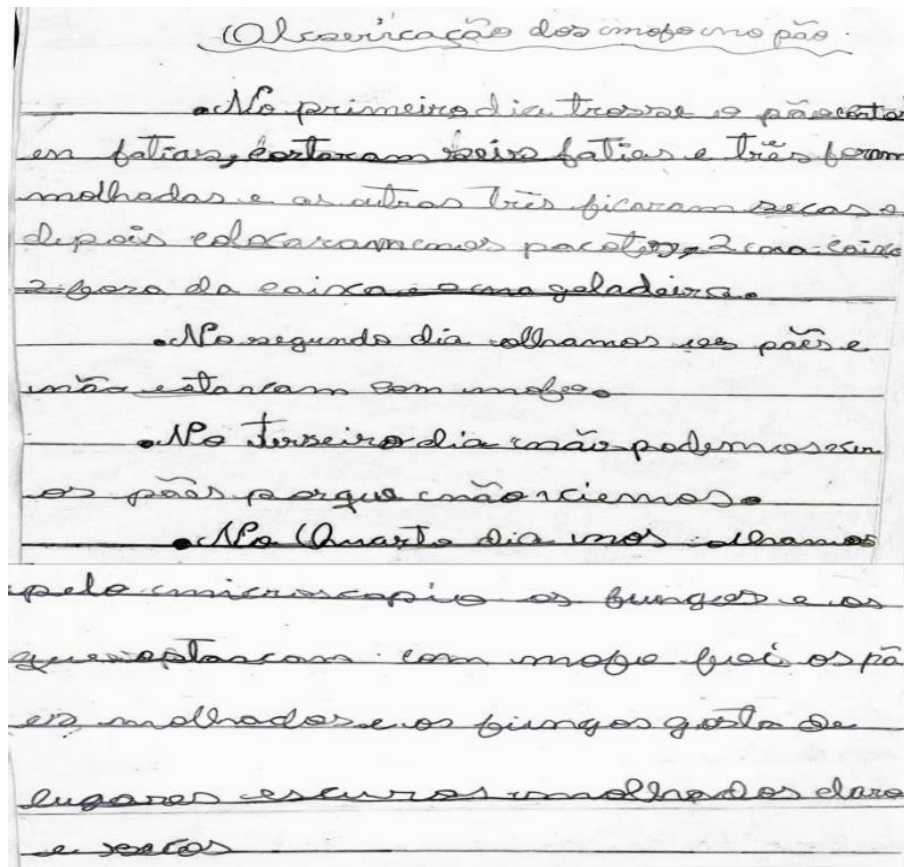 Observação dos mofo no pão.
• No primeiro dia trosse o pão corta
en fatias, cortaram seis fatias e três foram
molhadas e as outras três ficaram secas e
depois colocaram nos pacotes, 2 na caixa
2 fora da caixa e na geladeira.
• No segundo dia olhamos os pães e
não estavam com mofo.
• No Terseiro dia não podemos ver
os pães porque não viemos.
• No Quarto dia nos olhamos
pelo microscopio os fungos e os
que estavam com mofo foi os pã
es molhados e os fungos gosta de
lugares escuros molhados claro
e secos